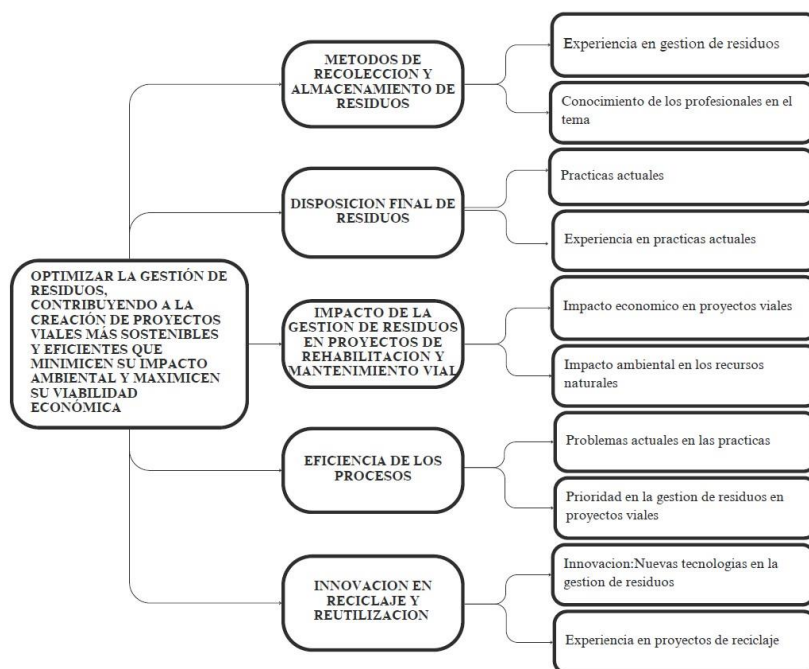 OPTIMIZAR LA GESTIÓN DE
RESIDUOS,
CONTRIBUYENDO A LA
CREACIÓN DE PROYECTOS
VIALES MÁS SOSTENIBLES
Y EFICIENTES QUE
MINIMICEN SU IMPACTO
AMBIENTAL Y MAXIMICEN
SU VIABILIDAD
ECONÓMICA
METODOS DE
RECOLECCION Y
ALMACENAMIENTO DE
RESIDUOS
Experiencia en gestion de residuos
Conocimiento de los profesionales en el
tema
DISPOSICION FINAL DE
RESIDUOS
Practicas actuales
Experiencia en practicas actuales
IMPACTO DE LA
GESTION DE RESIDUOS
EN PROYECTOS DE
REHABILITACION Y
MANTENIMIENTO VIAL
Impacto economico en proyectos viales
Impacto ambiental en los recursos
naturales
EFICIENCIA DE LOS
PROCESOS
Problemas actuales en las practicas
Prioridad en la gestion de residuos en
proyectos viales
INNOVACION EN
RECICLAJE Y
REUTILIZACION
Innovacion:Nuevas tecnologias en la
gestion de residuos
Experiencia en proyectos de reciclaje